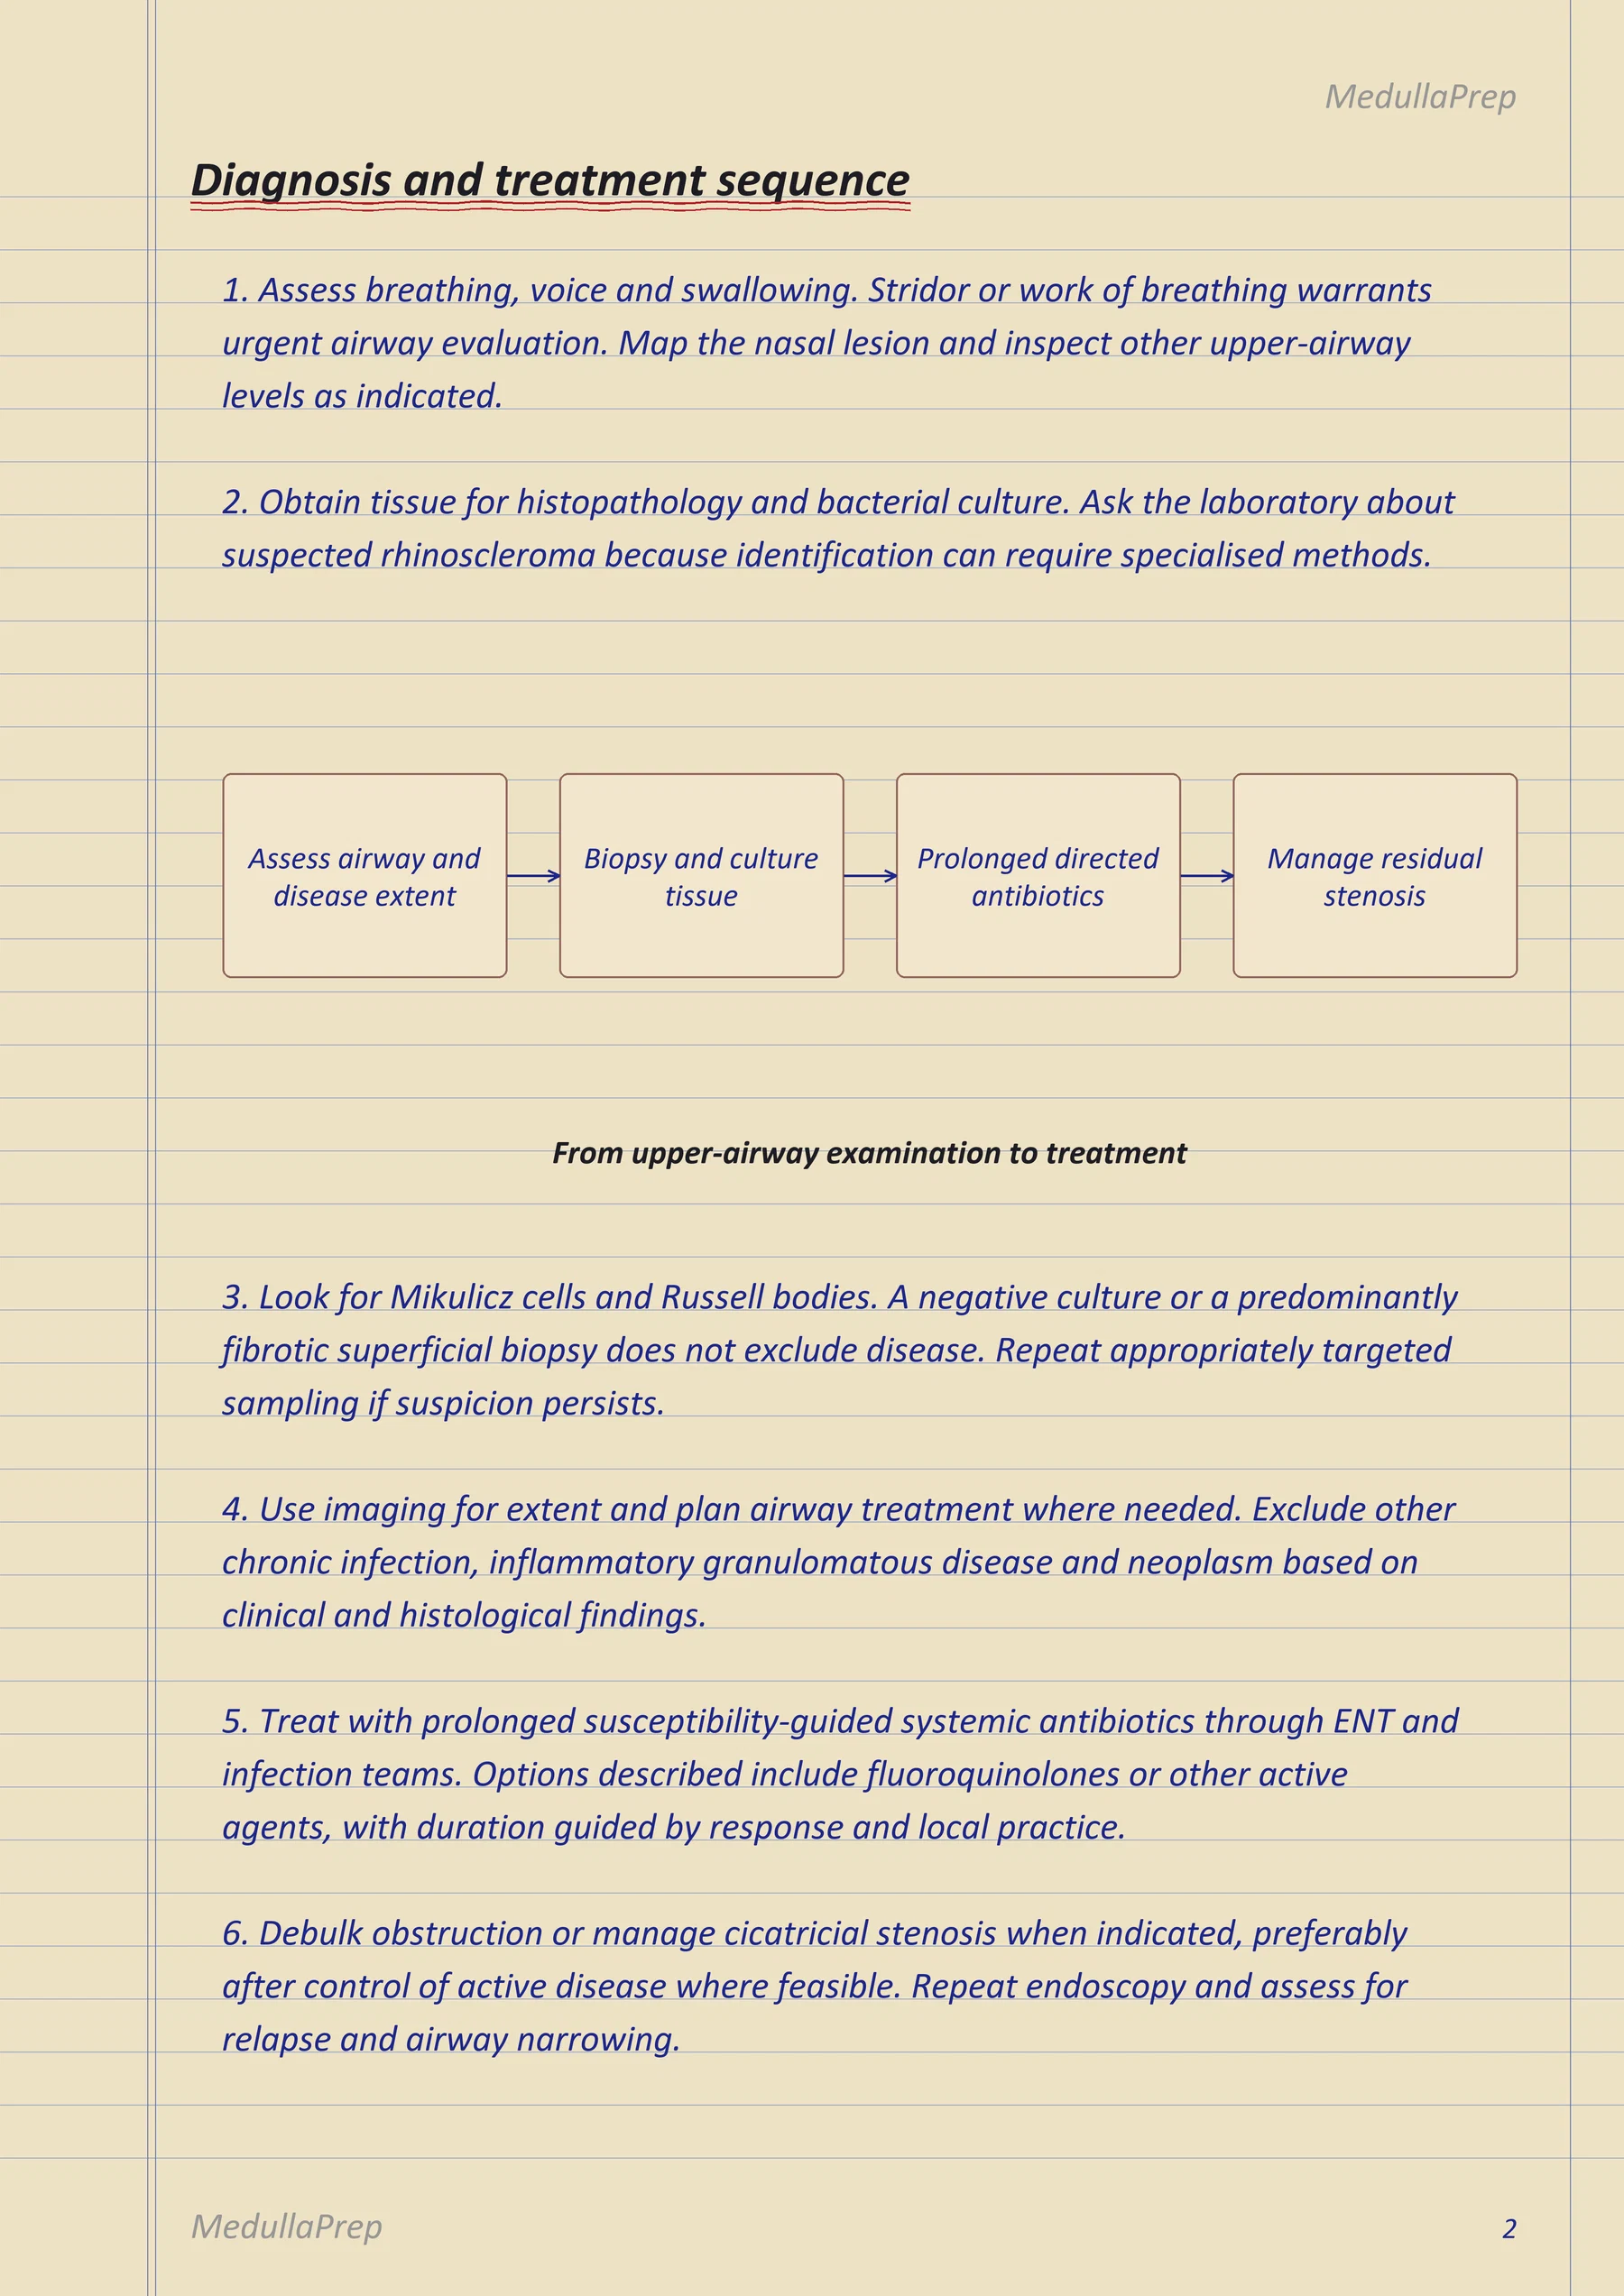 MedullaPrep
Diagnosis and treatment sequence
1. Assess breathing, voice and swallowing. Stridor or work of breathing warrants
urgent airway evaluation. Map the nasal lesion and inspect other upper-airway
levels as indicated.
2. Obtain tissue for histopathology and bacterial culture. Ask the laboratory about
suspected rhinoscleroma because identification can require specialised methods.
Assess airway and
disease extent
Biopsy and culture
tissue
Prolonged directed
antibiotics
Manage residual
stenosis
From upper-airway examination to treatment
3. Look for Mikulicz cells and Russell bodies. A negative culture or a predominantly
fibrotic superficial biopsy does not exclude disease. Repeat appropriately targeted
sampling if suspicion persists.
4. Use imaging for extent and plan airway treatment where needed. Exclude other
chronic infection, inflammatory granulomatous disease and neoplasm based on
clinical and histological findings.
5. Treat with prolonged susceptibility-guided systemic antibiotics through ENT and
infection teams. Options described include fluoroquinolones or other active
agents, with duration guided by response and local practice.
6. Debulk obstruction or manage cicatricial stenosis when indicated, preferably
after control of active disease where feasible. Repeat endoscopy and assess for
relapse and airway narrowing.
MedullaPrep
2